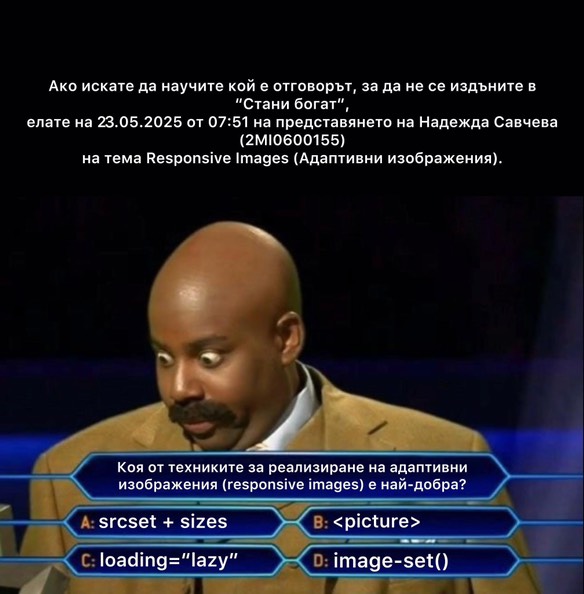 Ако искате да научите кой е отговорът, за да не се издъните в
“Стани богат”,
елате на 23.05.2025 от 07:51 на представянето на Надежда Савчева
(2MI0600155)
на тема Responsive Images (Адаптивни изображения).
Коя от техниките за реализиране на адаптивни
изображения (responsive images) е най-добра?
A: srcset + sizes
B: <picture>
C: loading=”lazy”
D: image-set()